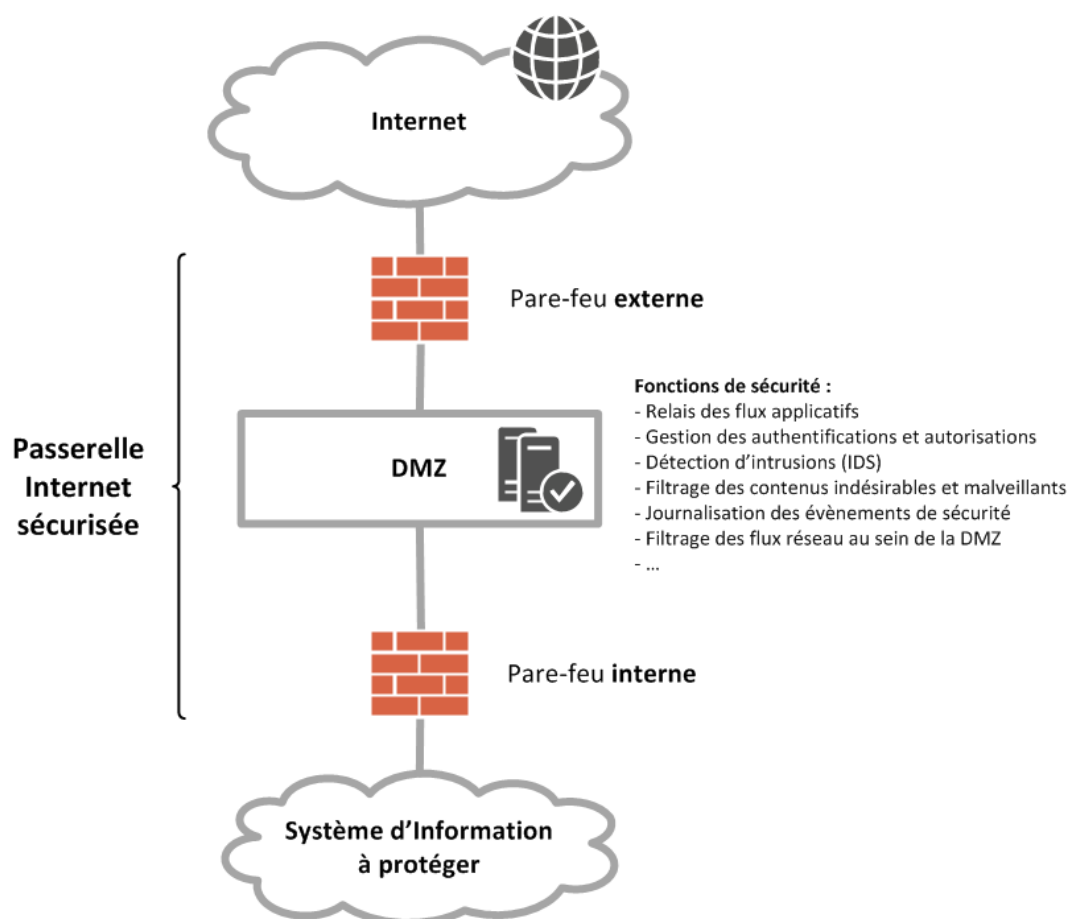 Internet
Pare-feu externe
Passerelle
Internet
sécurisée
DMZ
Fonctions de sécurité :
- Relais des flux applicatifs
- Gestion des authentifications et autorisations
- Détection d’intrusions (IDS)
- Filtrage des contenus indésirables et malveillants
- Journalisation des évènements de sécurité
- Filtrage des flux réseau au sein de la DMZ
- ...
Pare-feu interne
Système d’Information
à protéger